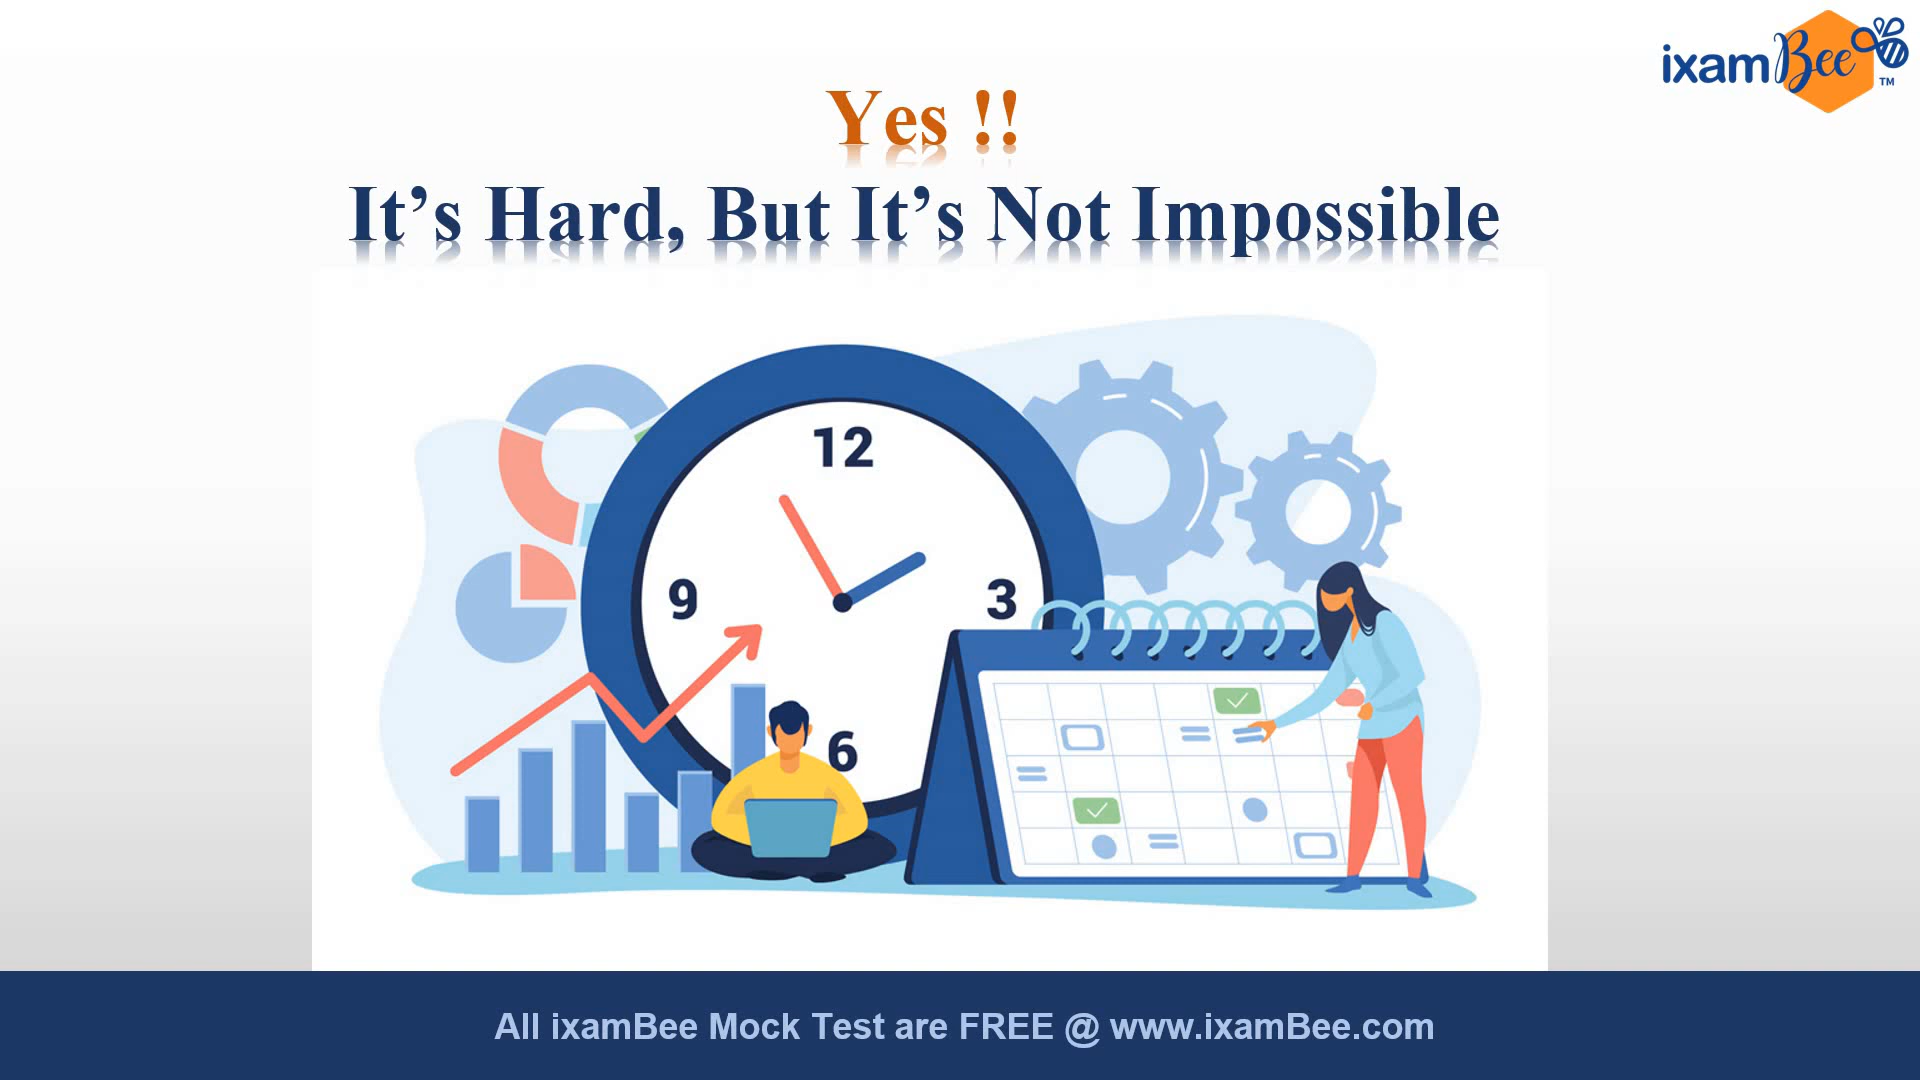 ixamBee
TM
Yes !!
It's Hard, But It's Not Impossible
12
9
3
6
All ixamBee Mock Test are FREE @ www.ixamBee.com